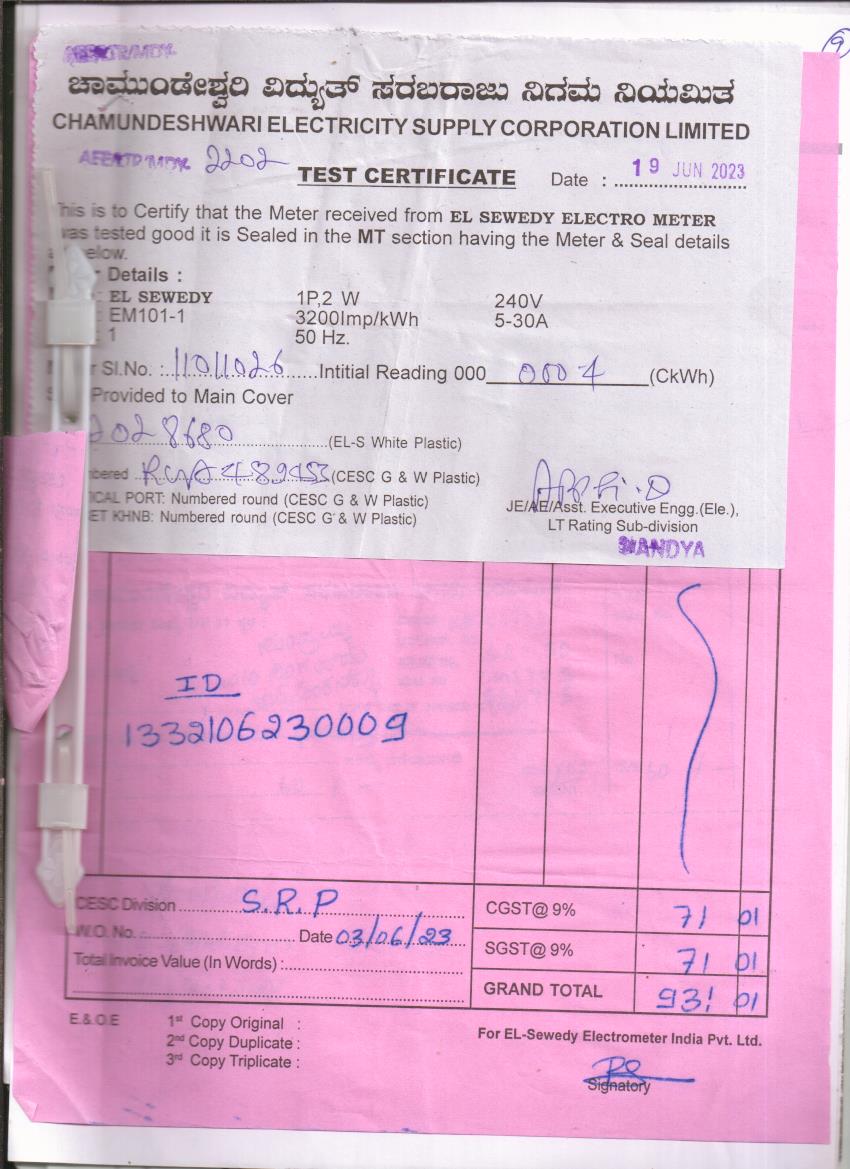 9
ಚಾಮುಂಡೇಶ್ವರಿ ವಿದ್ಯುತ್ ಸರಬರಾಜು ನಿಗಮ ನಿಯಮಿತ
CHAMUNDESHWARI ELECTRICITY SUPPLY CORPORATION LIMITED
2202
TEST CERTIFICATE Date : 19 JUN 2023
This is to Certify that the Meter received from EL SEWEDY ELECTRO METER
was tested good it is Sealed in the MT section having the Meter & Seal details
below.
Details :
: EL SEWEDY 1P,2 W 240V
: EM101-1 3200Imp/kWh 5-30A
: 1 50 Hz.
Sl.No. : 11011026 Intitial Reading 000 0004 (CkWh)
Provided to Main Cover
2028680 (EL-S White Plastic)
(CESC G & W Plastic)
ICAL PORT: Numbered round (CESC G & W Plastic)
ET KHNB: Numbered round (CESC G & W Plastic)
JE/AE/Asst. Executive Engg.(Ele.),
LT Rating Sub-division
MANDYA
ID
1332106230009
CESC Division S.R.P
W.O. No. Date 03/06/23
Total Invoice Value (In Words) :
CGST@ 9% 71 01
SGST@ 9% 71 01
GRAND TOTAL 931 01
E.& O.E 1st Copy Original :
2nd Copy Duplicate :
3rd Copy Triplicate :
For EL-Sewedy Electrometer India Pvt. Ltd.
Signatory